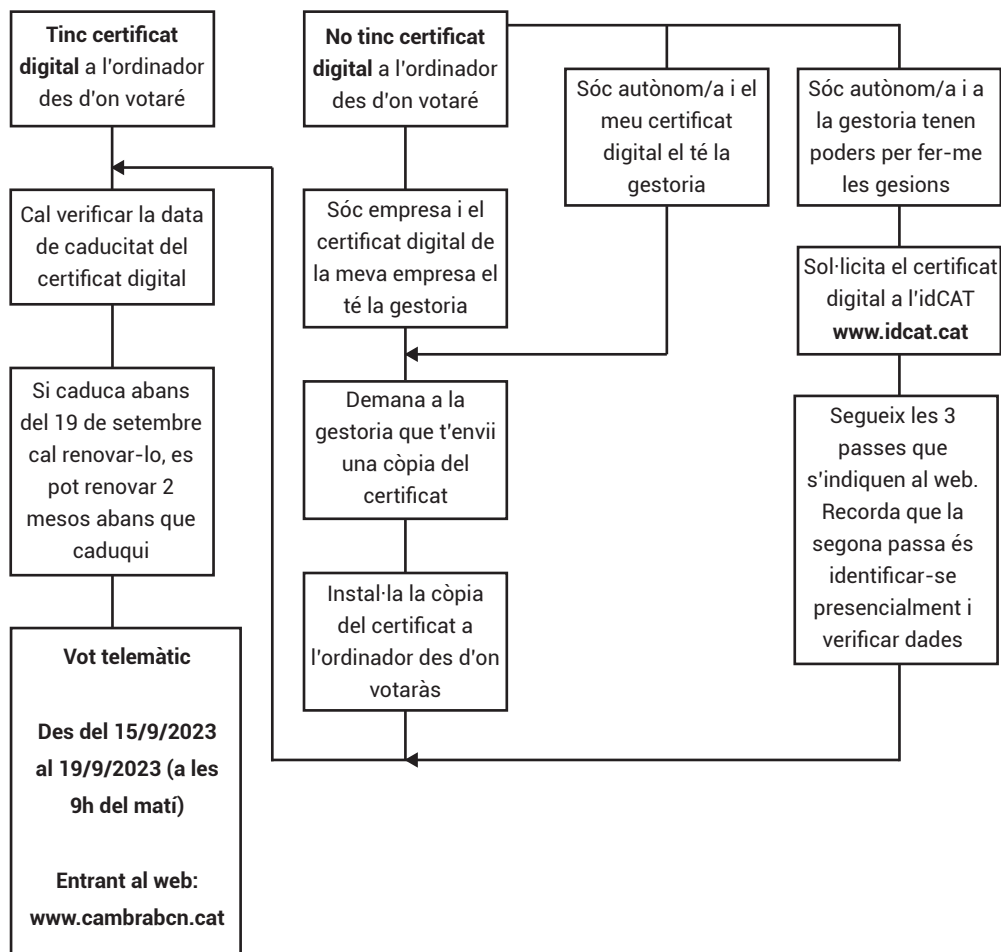 Tinc certificat
digital a l'ordinador
des d'on votaré
Cal verificar la data
de caducitat del
certificat digital
Si caduca abans
del 19 de setembre
cal renovar-lo, es
pot renovar 2
mesos abans que
caduqui
Vot telemàtic
Des del 15/9/2023
al 19/9/2023 (a les
9h del matí)
Entrant al web:
www.cambrabcn.cat
No tinc certificat
digital a l'ordinador
des d'on votaré
Sóc empresa i el
certificat digital de
la meva empresa el
té la gestoria
Demana a la
gestoria que t'envii
una còpia del
certificat
Instal·la la còpia
del certificat a
l'ordinador des d'on
votaràs
Sóc autònom/a i el
meu certificat
digital el té la
gestoria
Sóc autònom/a i a
la gestoria tenen
poders per fer-me
les gesions
Sol·licita el certificat
digital a l'idCAT
www.idcat.cat
Segueix les 3
passes que
s'indiquen al web.
Recorda que la
segona passa és
identificar-se
presencialment i
verificar dades